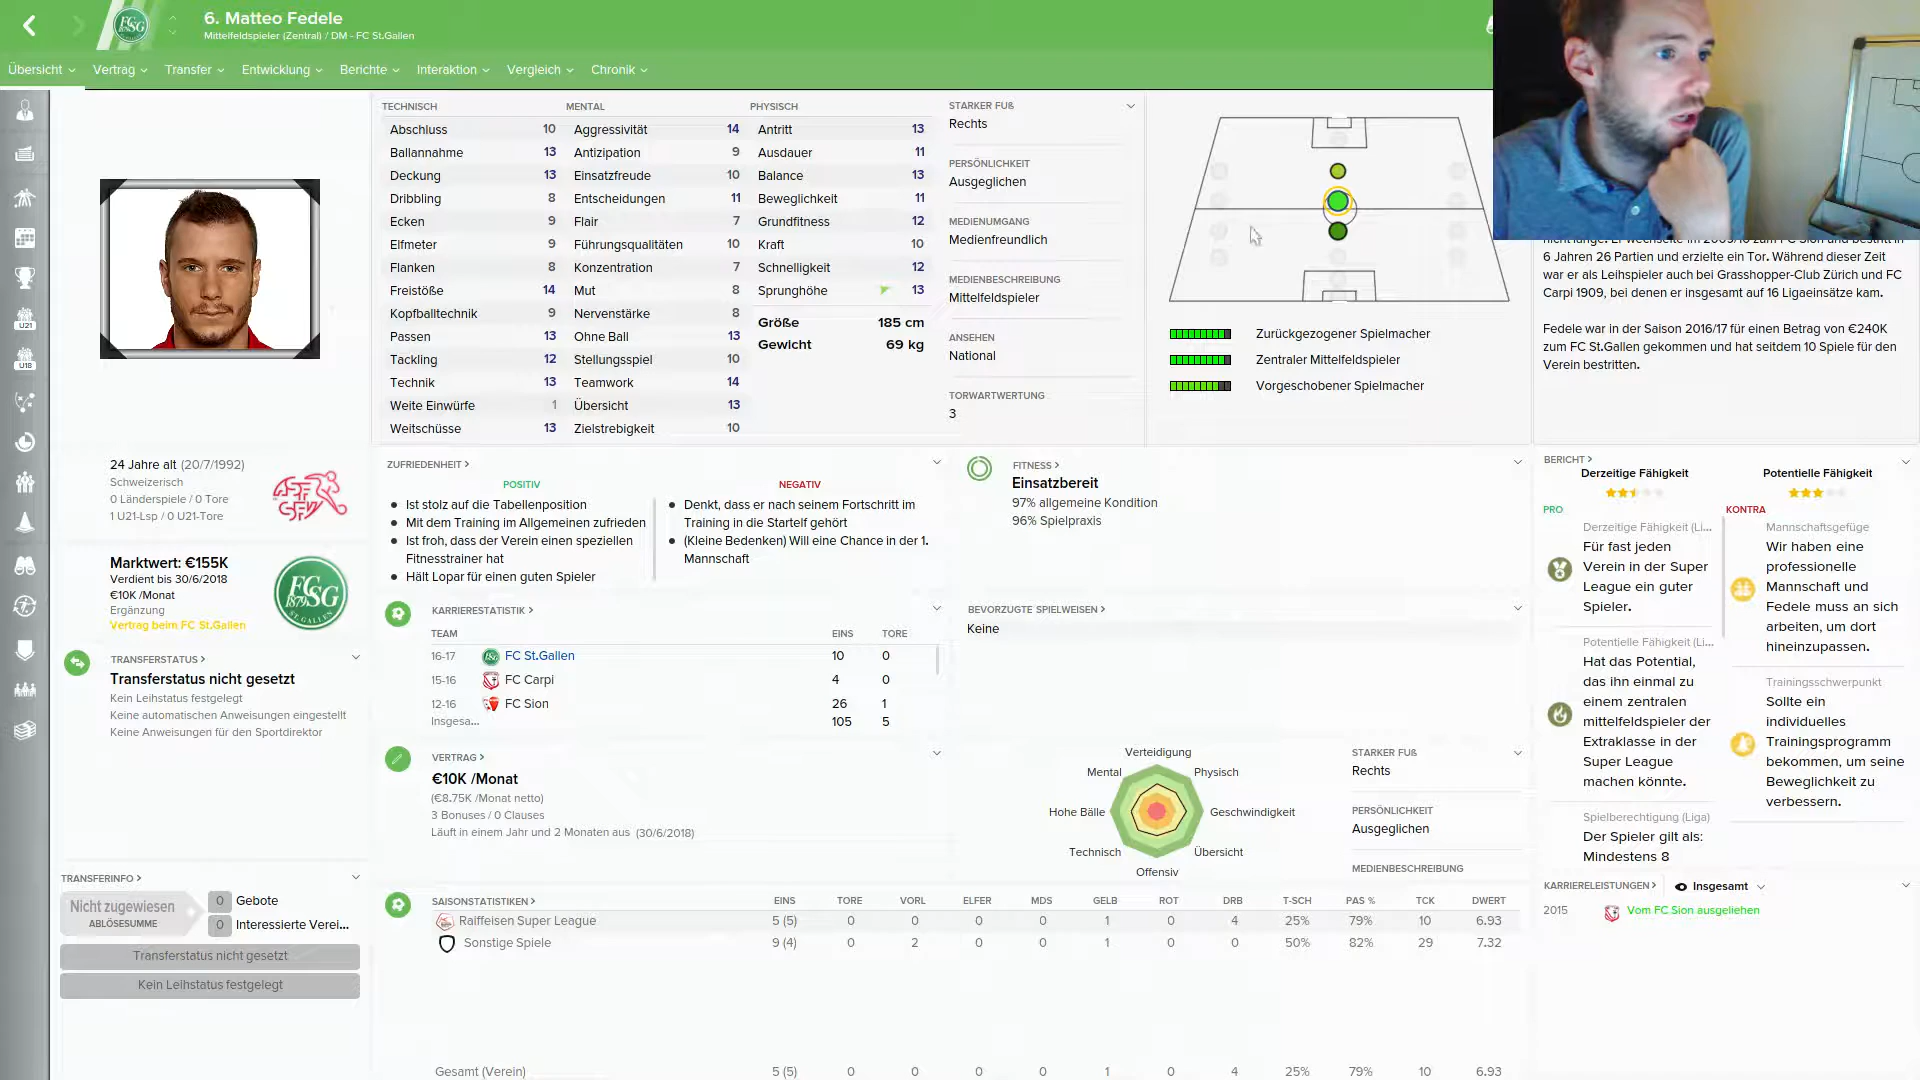 6. Matteo Fedele
Mittelfeldspieler (Zentral) / DM - FC St.Gallen
Übersicht
Vertrag
Transfer
Entwicklung
Berichte
Interaktion
Vergleich
Chronik
U21
U18
TECHNISCH
Abschluss 10
Ballannahme 13
Deckung 13
Dribbling 8
Ecken 9
Elfmeter 9
Flanken 8
Freistöße 14
Kopfballtechnik 9
Passen 13
Tackling 12
Technik 13
Weite Einwürfe 1
Weitschüsse 13
MENTAL
Aggressivität 14
Antizipation 9
Einsatzfreude 10
Entscheidungen 11
Flair 7
Führungsqualitäten 10
Konzentration 7
Mut 8
Nervenstärke 8
Ohne Ball 13
Stellungsspiel 10
Teamwork 14
Übersicht 13
Zielstrebigkeit 10
PHYSISCH
Antritt 13
Ausdauer 11
Balance 13
Beweglichkeit 11
Grundfitness 12
Kraft 10
Schnelligkeit 12
Sprunghöhe 13
Größe 185 cm
Gewicht 69 kg
STARKER FUß
Rechts
PERSÖNLICHKEIT
Ausgeglichen
MEDIENUMGANG
Medienfreundlich
MEDIENBESCHREIBUNG
Mittelfeldspieler
ANSEHEN
National
TORWARTWERTUNG
3
Zurückgezogener Spielmacher
Zentraler Mittelfeldspieler
Vorgeschobener Spielmacher
6 Jahren 26 Partien und erzielte ein Tor. Während dieser Zeit
war er als Leihspieler auch bei Grasshopper-Club Zürich und FC
Carpi 1909, bei denen er insgesamt auf 16 Ligaeinsätze kam.
Fedele war in der Saison 2016/17 für einen Betrag von €240K
zum FC St.Gallen gekommen und hat seitdem 10 Spiele für den
Verein bestritten.
24 Jahre alt (20/7/1992)
Schweizerisch
0 Länderspiele / 0 Tore
1 U21-Lsp / 0 U21-Tore
Marktwert: €155K
Verdient bis 30/6/2018
€10K /Monat
Ergänzung
Vertrag beim FC St.Gallen
TRANSFERSTATUS >
Transferstatus nicht gesetzt
Kein Leihstatus festgelegt
Keine automatischen Anweisungen eingestellt
Keine Anweisungen für den Sportdirektor
TRANSFERINFO >
Nicht zugewiesen
ABLÖSESUMME
0 Gebote
0 Interessierte Verei...
Transferstatus nicht gesetzt
Kein Leihstatus festgelegt
ZUFRIEDENHEIT >
POSITIV
Ist stolz auf die Tabellenposition
Mit dem Training im Allgemeinen zufrieden
Ist froh, dass der Verein einen speziellen
Fitnesstrainer hat
Hält Lopar für einen guten Spieler
NEGATIV
Denkt, dass er nach seinem Fortschritt im
Training in die Startelf gehört
(Kleine Bedenken) Will eine Chance in der 1.
Mannschaft
FITNESS >
Einsatzbereit
97% allgemeine Kondition
96% Spielpraxis
KARRIERESTATISTIK >
TEAM EINS TORE
16-17 FC St.Gallen 10 0
15-16 FC Carpi 4 0
12-16 FC Sion 26 1
Insgesa... 105 5
BEVORZUGTE SPIELWEISEN >
Keine
VERTRAG >
€10K /Monat
(€8.75K /Monat netto)
3 Bonuses / 0 Clauses
Läuft in einem Jahr und 2 Monaten aus (30/6/2018)
Verteidigung
Mental Physisch
Hohe Bälle Geschwindigkeit
Technisch Übersicht
Offensiv
STARKER FUß
Rechts
PERSÖNLICHKEIT
Ausgeglichen
MEDIENBESCHREIBUNG
BERICHT >
Derzeitige Fähigkeit
Potentielle Fähigkeit
PRO
Derzeitige Fähigkeit (Li...
Für fast jeden
Verein in der Super
League ein guter
Spieler.
Potentielle Fähigkeit (Li...
Hat das Potential,
das ihn einmal zu
einem zentralen
mittelfeldspieler der
Extraklasse in der
Super League
machen könnte.
Spielberechtigung (Liga)
Der Spieler gilt als:
Mindestens 8
KONTRA
Mannschaftsgefüge
Wir haben eine
professionelle
Mannschaft und
Fedele muss an sich
arbeiten, um dort
hineinzupassen.
Trainingsschwerpunkt
Sollte ein
individuelles
Trainingsprogramm
bekommen, um seine
Beweglichkeit zu
verbessern.
KARRIERELEISTUNGEN > Insgesamt
2015 Vom FC Sion ausgeliehen
SAISONSTATISTIKEN > EINS TORE VORL ELFER MDS GELB ROT DRB T-SCH PAS % TCK DWERT
Raiffeisen Super League 5 (5) 0 0 0 0 1 0 4 25% 79% 10 6.93
Sonstige Spiele 9 (4) 0 2 0 0 1 0 0 50% 82% 29 7.32
Gesamt (Verein) 5 (5) 0 0 0 0 1 0 4 25% 79% 10 6.93